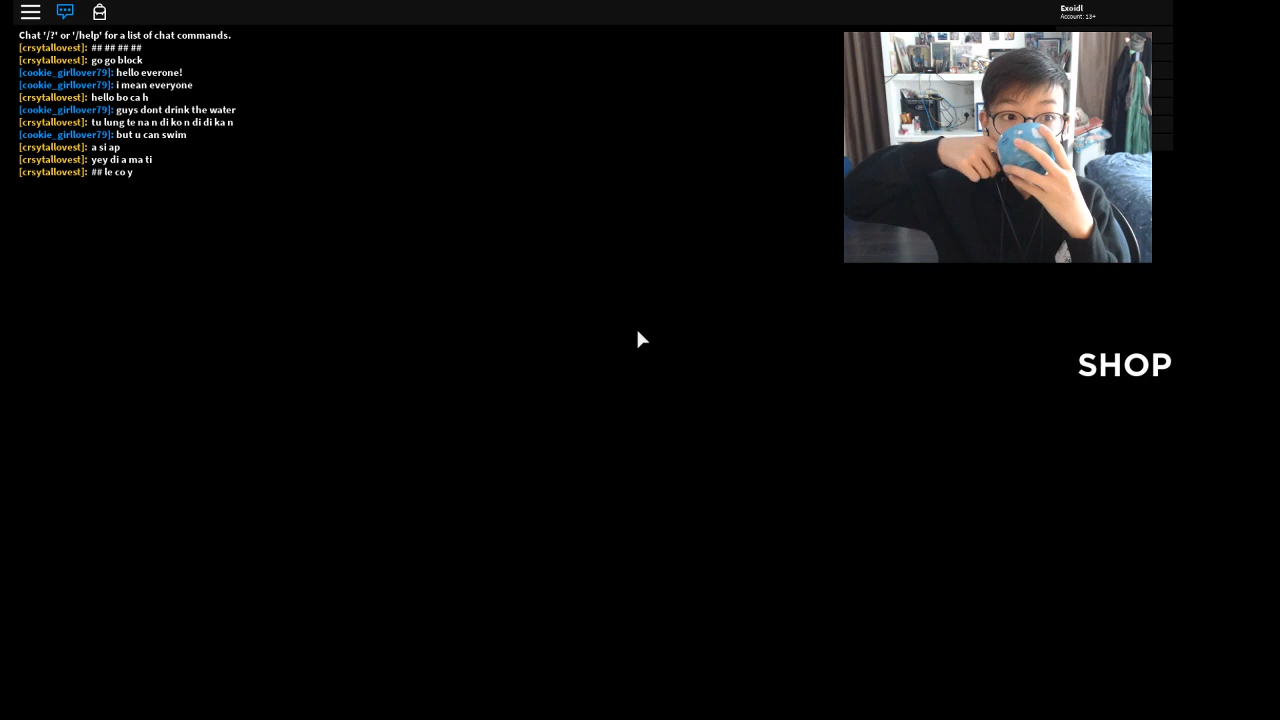 Exoidl
Account: 13+
Chat '/?' or '/help' for a list of chat commands.
[crsytallovest]: ## ## ## ##
[crsytallovest]: go go block
[cookie_girllover79]: hello everone!
[cookie_girllover79]: i mean everyone
[crsytallovest]: hello bo ca h
[cookie_girllover79]: guys dont drink the water
[crsytallovest]: tu lung te na n di ko n di di ka n
[cookie_girllover79]: but u can swim
[crsytallovest]: a si ap
[crsytallovest]: yey di a ma ti
[crsytallovest]: ## le co y
SHOP